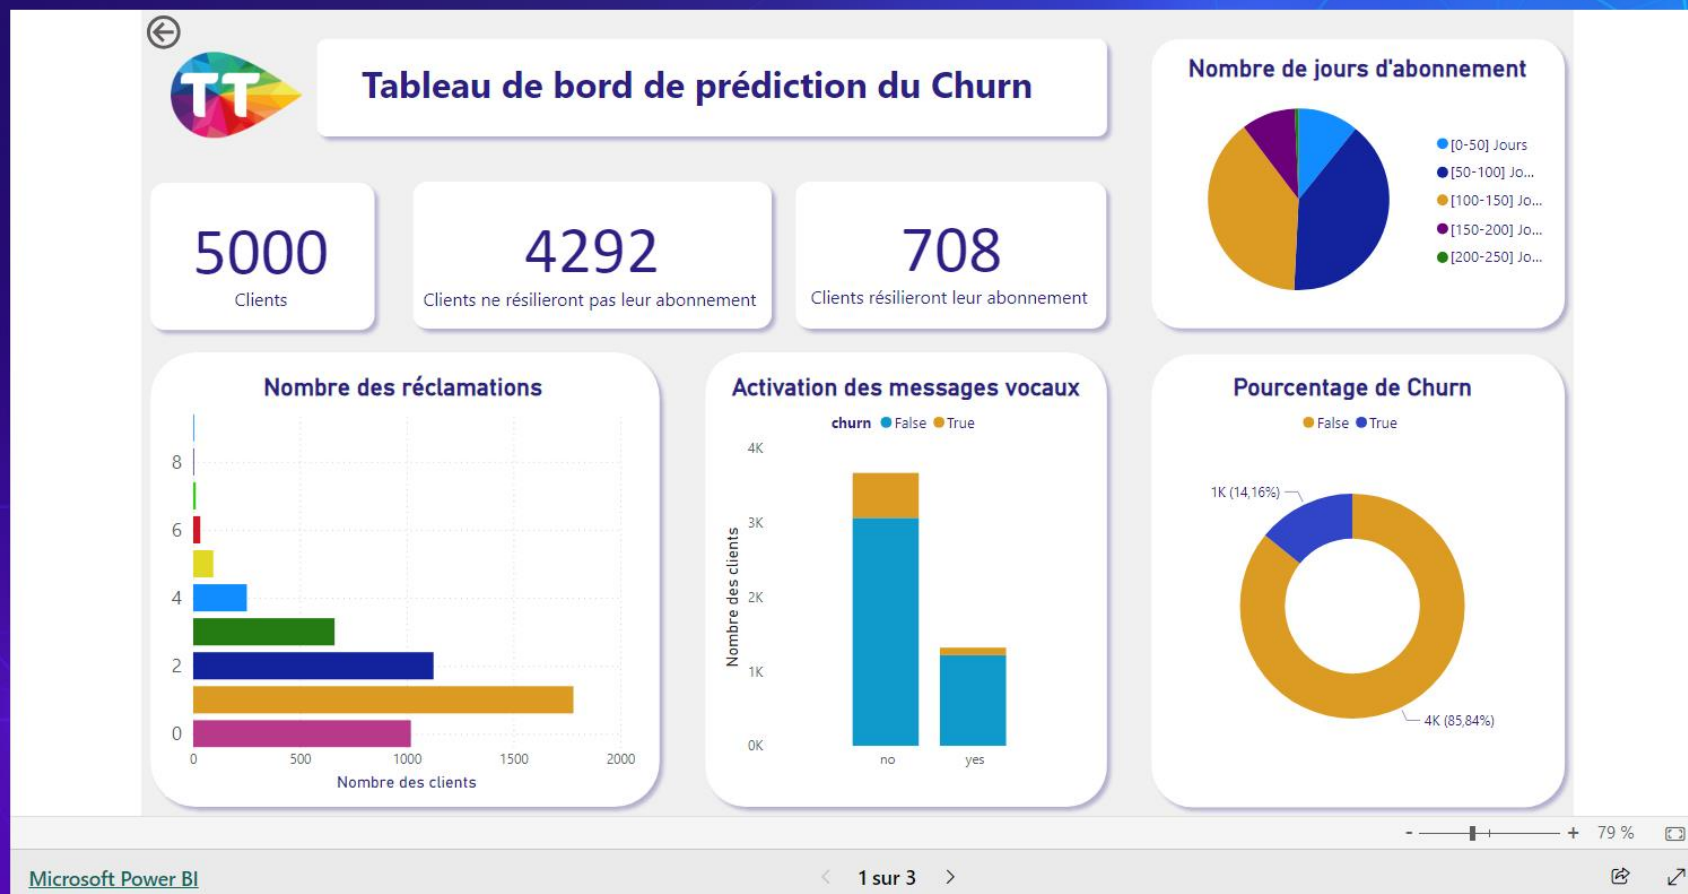 TT
Tableau de bord de prédiction du Churn
Nombre de jours d'abonnement
[0-50] Jours
[50-100] Jo...
[100-150] Jo...
[150-200] Jo...
[200-250] Jo...
5000
Clients
4292
Clients ne résilieront pas leur abonnement
708
Clients résilieront leur abonnement
Nombre des réclamations
8
6
4
2
0
0 500 1000 1500 2000
Nombre des clients
Activation des messages vocaux
churn False True
4K
3K
2K
1K
0K
Nombre des clients
no yes
Pourcentage de Churn
False True
1K (14,16%)
4K (85,84%)
- + 79 %
Microsoft Power BI
1 sur 3